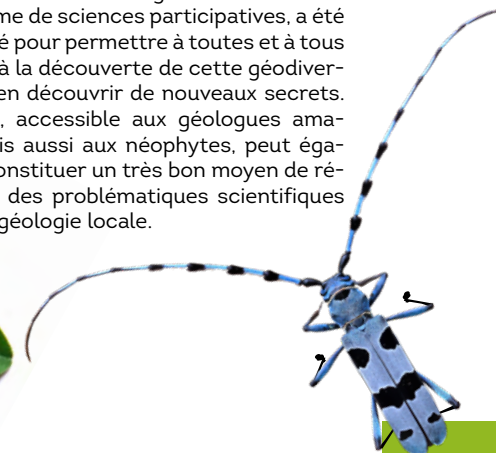 me de sciences participatives, a été
é pour permettre à toutes et à tous
à la découverte de cette géodiver-
en découvrir de nouveaux secrets.
, accessible aux géologues ama-
is aussi aux néophytes, peut éga-
onstituer un très bon moyen de ré-
des problématiques scientifiques
géologie locale.